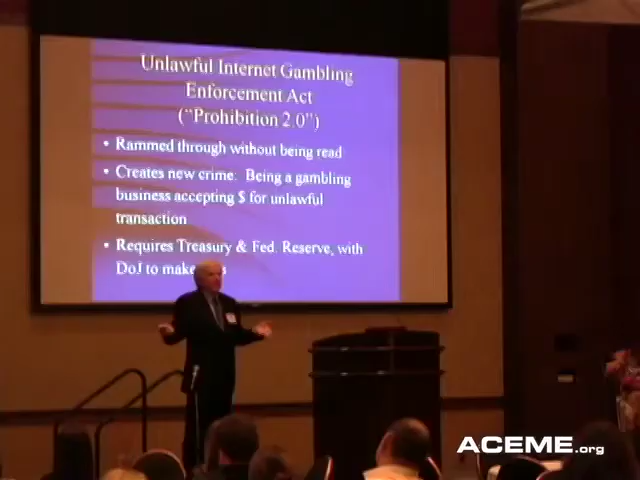 Unlawful Internet Gambling
Enforcement Act
("Prohibition 2.0")
• Rammed through without being read
• Creates new crime: Being a gambling
business accepting $ for unlawful
transaction
• Requires Treasury & Fed. Reserve, with
DoJ to make
ACEME.org